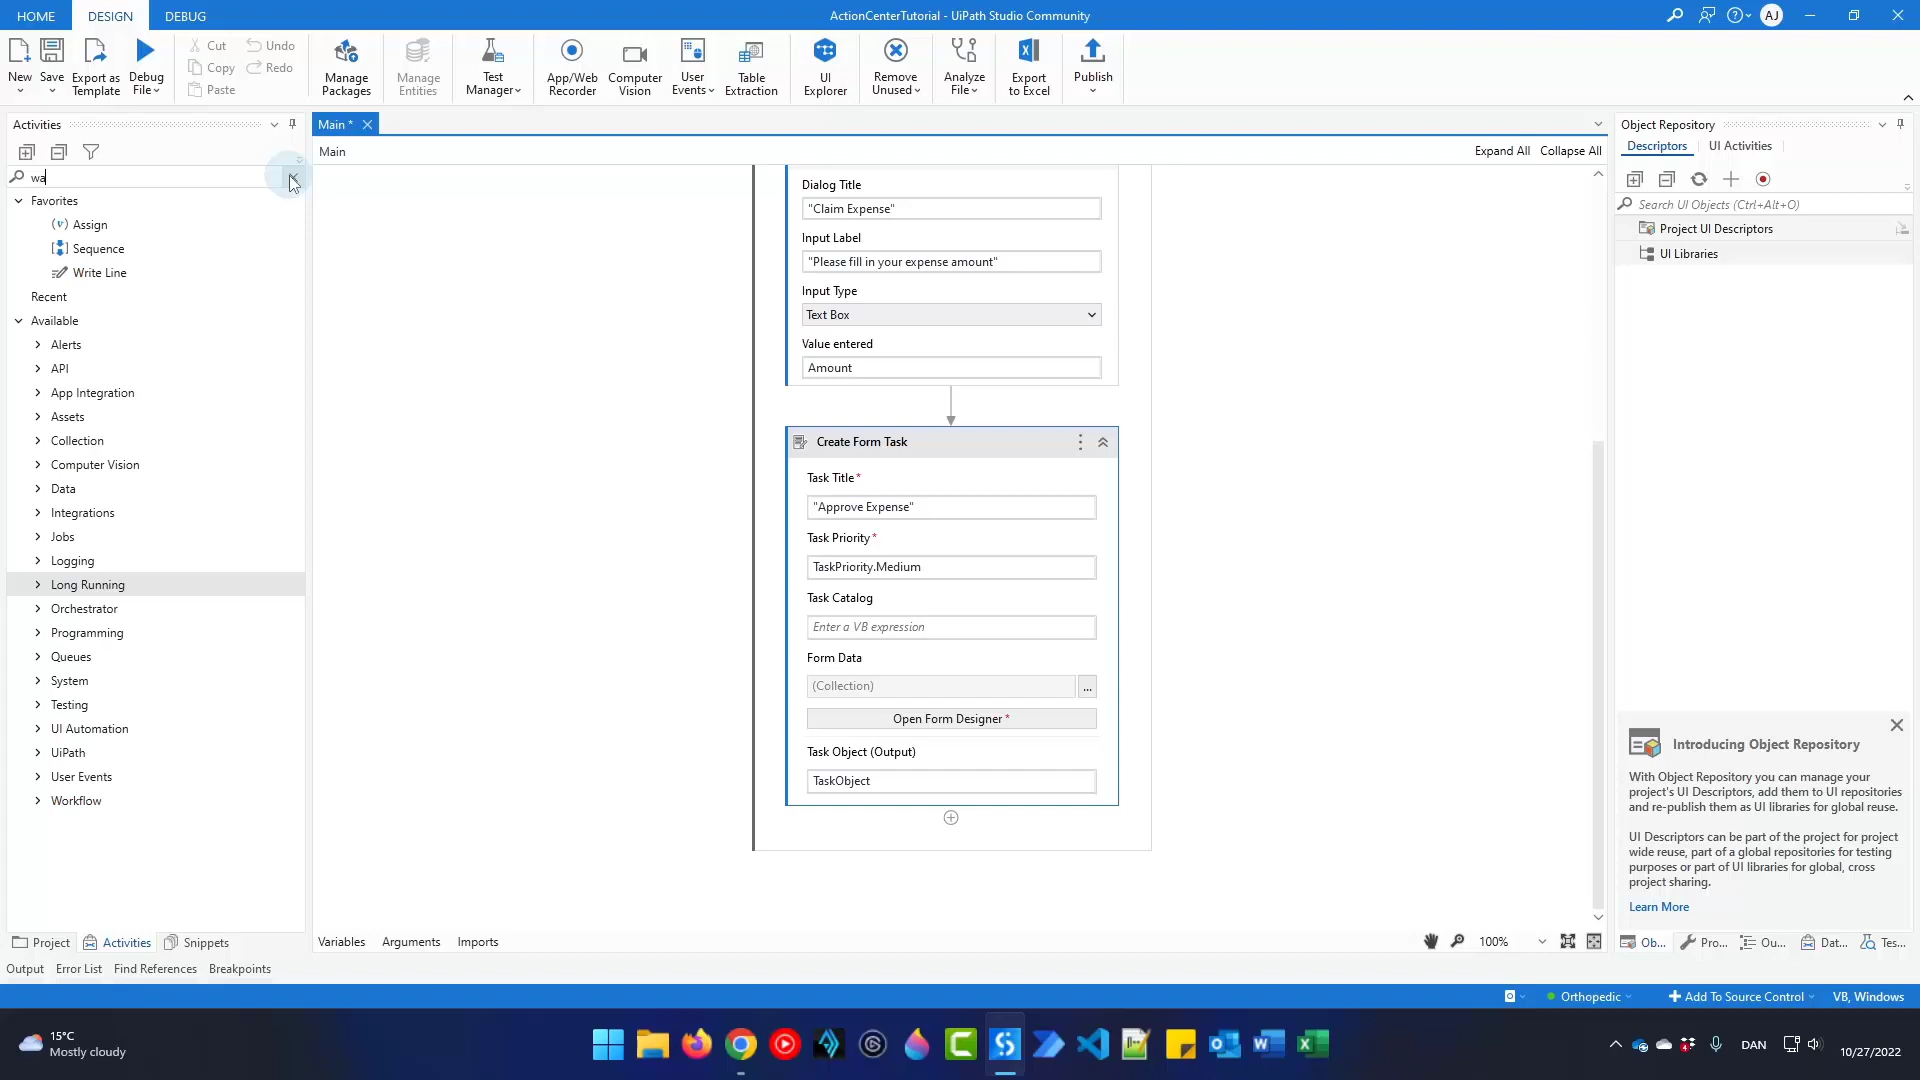 HOME
DESIGN
DEBUG
ActionCenterTutorial - UiPath Studio Community
AJ
New
Save
Export as Template
Debug File
Cut
Copy
Paste
Undo
Redo
Manage Packages
Manage Entities
Test Manager
App/Web Recorder
Computer Vision
User Events
Table Extraction
UI Explorer
Remove Unused
Analyze File
Export to Excel
Publish
Activities
wa
Favorites
Assign
Sequence
Write Line
Recent
Available
Alerts
API
App Integration
Assets
Collection
Computer Vision
Data
Integrations
Jobs
Logging
Long Running
Orchestrator
Programming
Queues
System
Testing
UI Automation
UiPath
User Events
Workflow
Project
Activities
Snippets
Main *
Main
Expand All
Collapse All
Dialog Title
"Claim Expense"
Input Label
"Please fill in your expense amount"
Input Type
Text Box
Value entered
Amount
Create Form Task
Task Title*
"Approve Expense"
Task Priority*
TaskPriority.Medium
Task Catalog
Enter a VB expression
Form Data
(Collection)
...
Open Form Designer *
Task Object (Output)
TaskObject
Variables
Arguments
Imports
100%
Object Repository
Descriptors
UI Activities
Search UI Objects (Ctrl+Alt+O)
Project UI Descriptors
UI Libraries
Introducing Object Repository
With Object Repository you can manage your
project's UI Descriptors, add them to UI repositories
and re-publish them as UI libraries for global reuse.
UI Descriptors can be part of the project for project
wide reuse, part of a global repositories for testing
purposes or part of UI libraries for global, cross
project sharing.
Learn More
Ob...
Pro...
Ou...
Dat...
Tes...
Output
Error List
Find References
Breakpoints
Orthopedic
Add To Source Control
VB, Windows
15°C
Mostly cloudy
DAN
10/27/2022